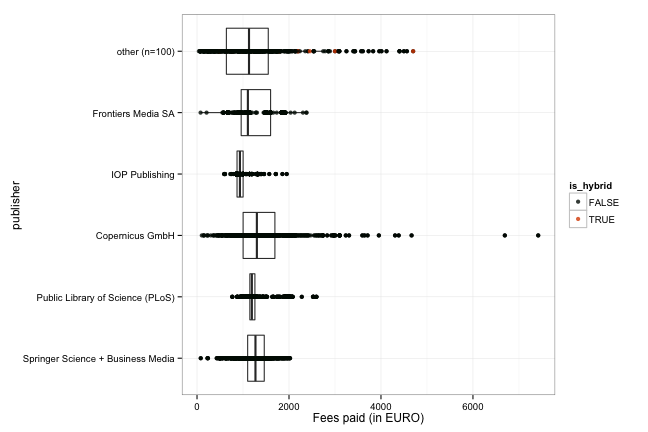 publisher
other (n=100)
Frontiers Media SA
IOP Publishing
Copernicus GmbH
Public Library of Science (PLoS)
Springer Science + Business Media
0 2000 4000 6000
Fees paid (in EURO)
is_hybrid
FALSE
TRUE